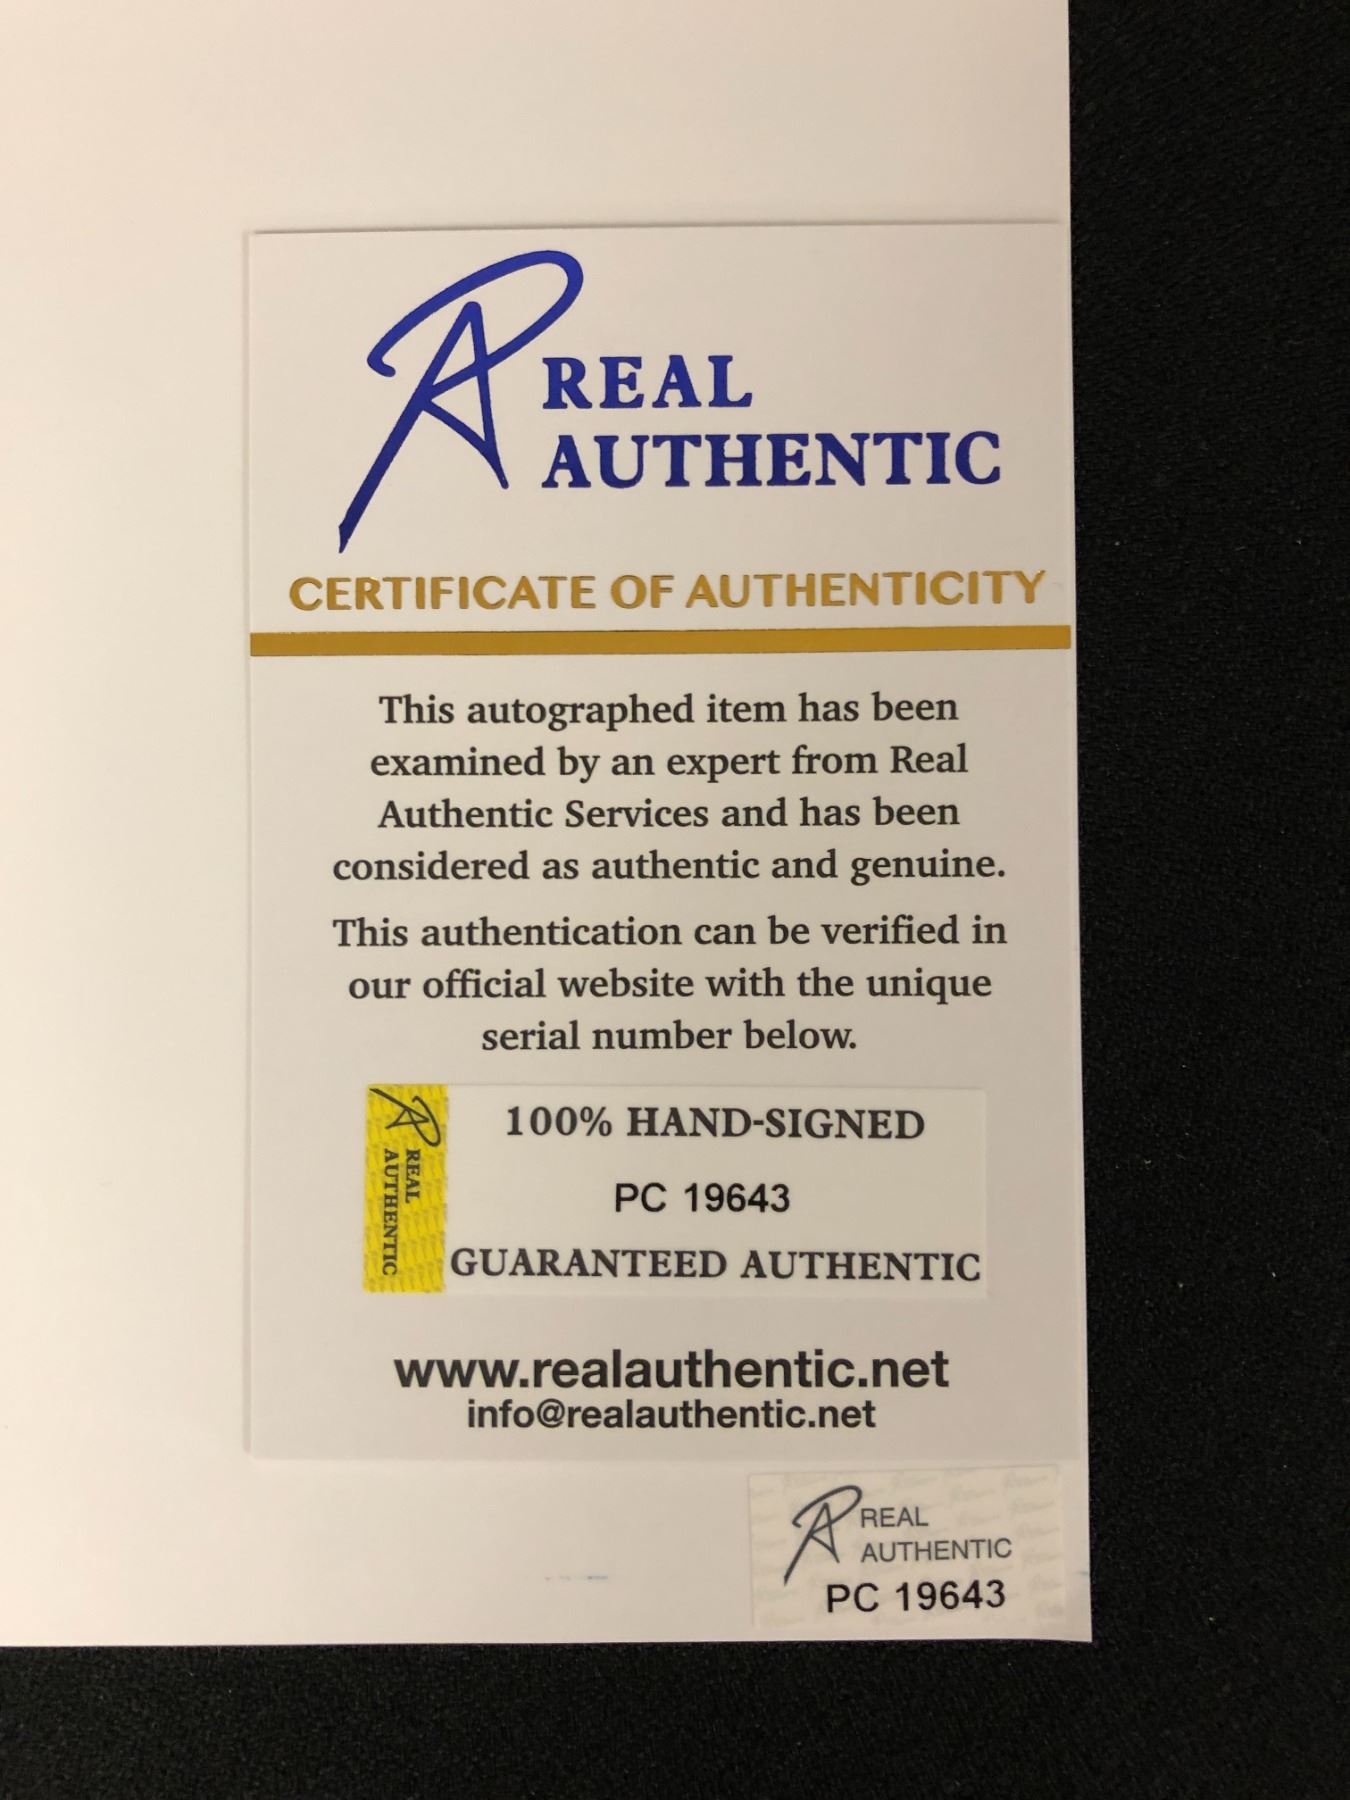 REAL
AUTHENTIC
CERTIFICATE OF AUTHENTICITY
This autographed item has been
examined by an expert from Real
Authentic Services and has been
considered as authentic and genuine.
This authentication can be verified in
our official website with the unique
serial number below.
REAL
AUTHENTIC
100% HAND-SIGNED
PC 19643
GUARANTEED AUTHENTIC
www.realauthentic.net
info@realauthentic.net
REAL
AUTHENTIC
PC 19643